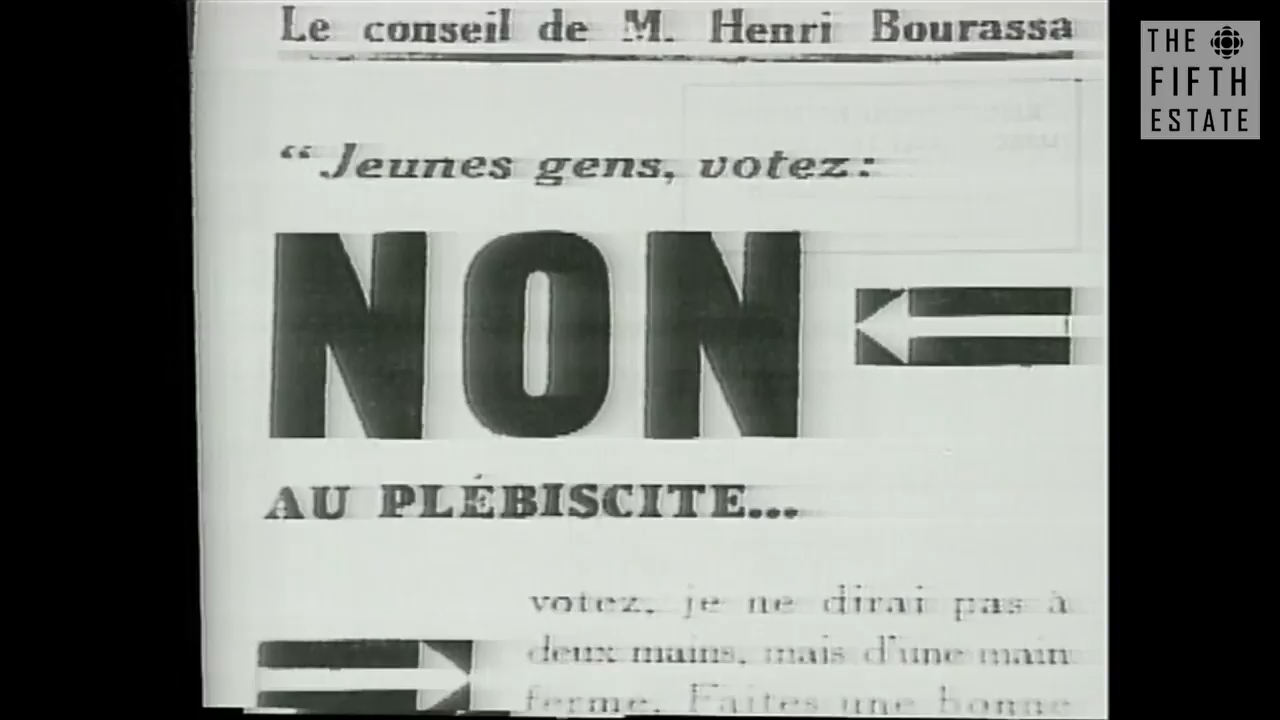 Le conseil de M. Henri Bourassa
THE
FIFTH
ESTATE
“Jeunes gens, votez:
NON
AU PLÉBISCITE...
votez, je ne dirai pas à
deux mains, mais d'une main
ferme. Faites une bonne